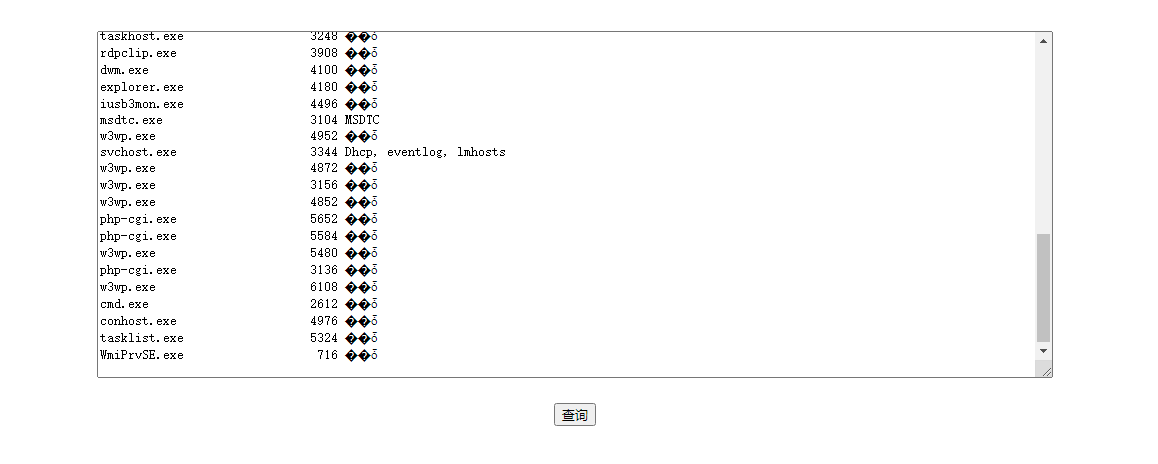 taskhost.exe 3248 ��ȱ
rdpclip.exe 3908 ��ȱ
dwm.exe 4100 ��ȱ
explorer.exe 4180 ��ȱ
iusb3mon.exe 4496 ��ȱ
msdtc.exe 3104 MSDTC
w3wp.exe 4952 ��ȱ
svchost.exe 3344 Dhcp, eventlog, lmhosts
w3wp.exe 4872 ��ȱ
w3wp.exe 3156 ��ȱ
w3wp.exe 4852 ��ȱ
php-cgi.exe 5652 ��ȱ
php-cgi.exe 5584 ��ȱ
w3wp.exe 5480 ��ȱ
php-cgi.exe 3136 ��ȱ
w3wp.exe 6108 ��ȱ
cmd.exe 2612 ��ȱ
conhost.exe 4976 ��ȱ
tasklist.exe 5324 ��ȱ
WmiPrvSE.exe 716 ��ȱ
查询